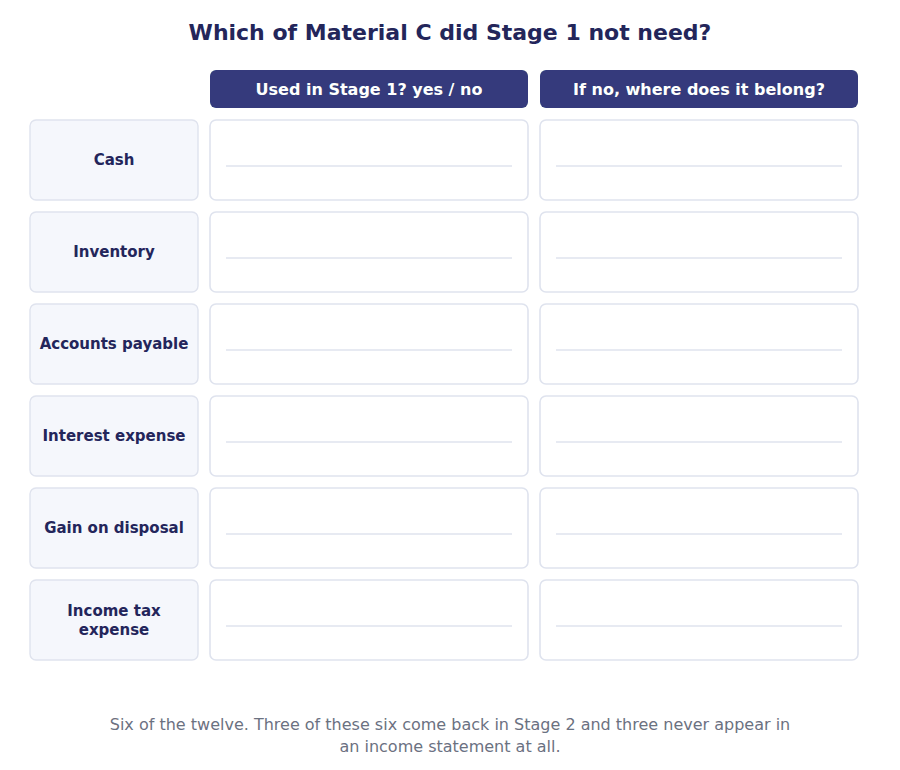 Which of Material C did Stage 1 not need?
Used in Stage 1? yes / no
If no, where does it belong?
Cash
Inventory
Accounts payable
Interest expense
Gain on disposal
Income tax
expense
Six of the twelve. Three of these six come back in Stage 2 and three never appear in
an income statement at all.